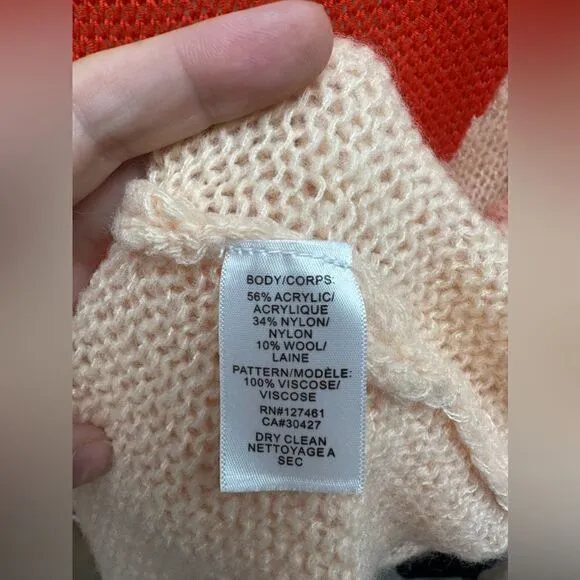 BODY/CORPS:
56% ACRYLIC/
ACRYLIQUE
34% NYLON/
NYLON
10% WOOL/
LAINE
PATTERN/MODÈLE:
100% VISCOSE/
VISCOSE
RN#127461
CA#30427
DRY CLEAN
NETTOYAGE A
SEC